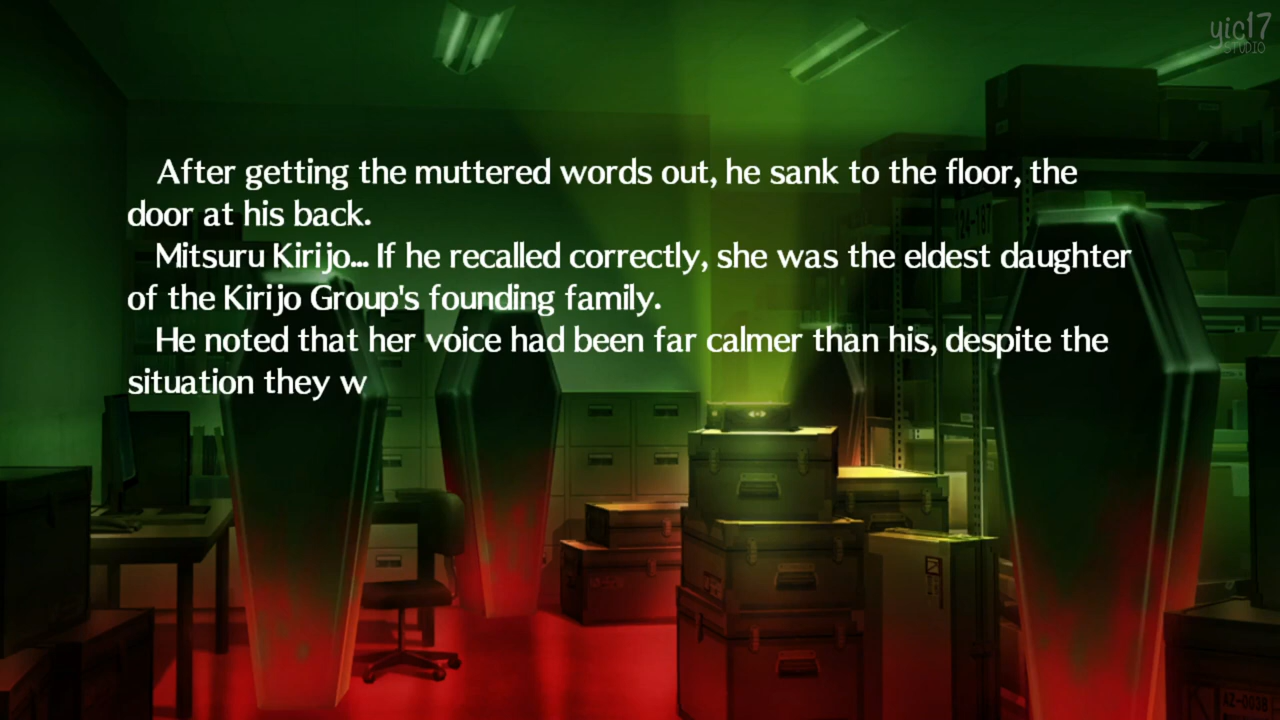 yic17
STUDIO
After getting the muttered words out, he sank to the floor, the
door at his back.
Mitsuru Kirijo... If he recalled correctly, she was the eldest daughter
of the Kirijo Group's founding family.
He noted that her voice had been far calmer than his, despite the
situation they w